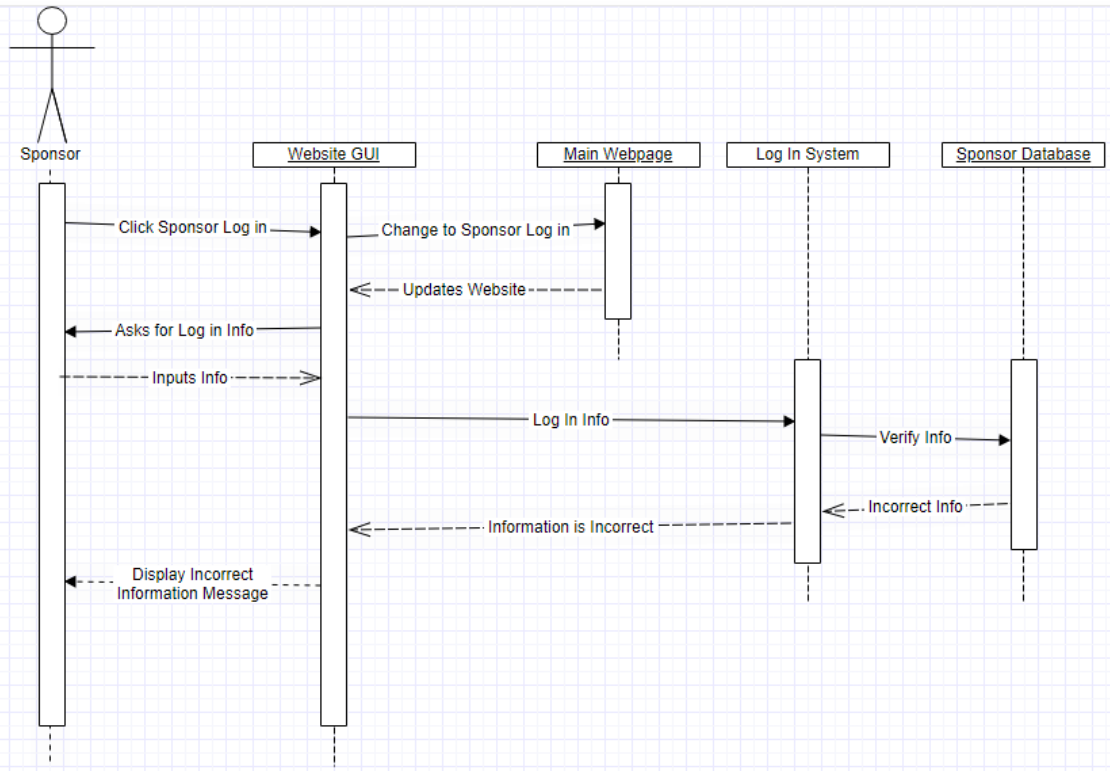 Sponsor
Website GUI
Main Webpage
Log In System
Sponsor Database
Click Sponsor Log in
Change to Sponsor Log in
Updates Website
Asks for Log in Info
Inputs Info
Log In Info
Verify Info
Incorrect Info
Information is Incorrect
Display Incorrect
Information Message